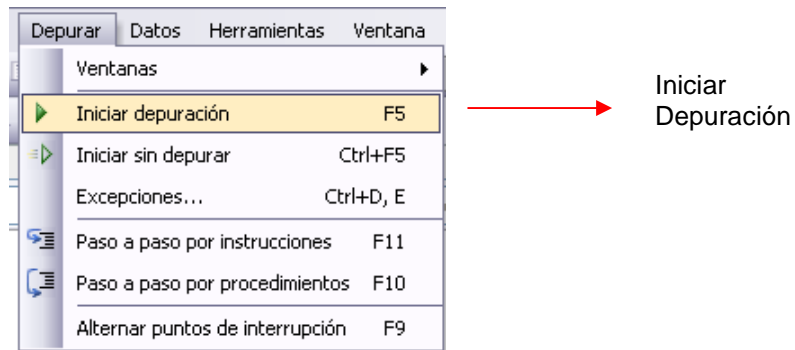 Depurar Datos Herramientas Ventana
Ventanas
Iniciar depuración F5
Iniciar sin depurar Ctrl+F5
Excepciones... Ctrl+D, E
Paso a paso por instrucciones F11
Paso a paso por procedimientos F10
Alternar puntos de interrupción F9
Iniciar
Depuración